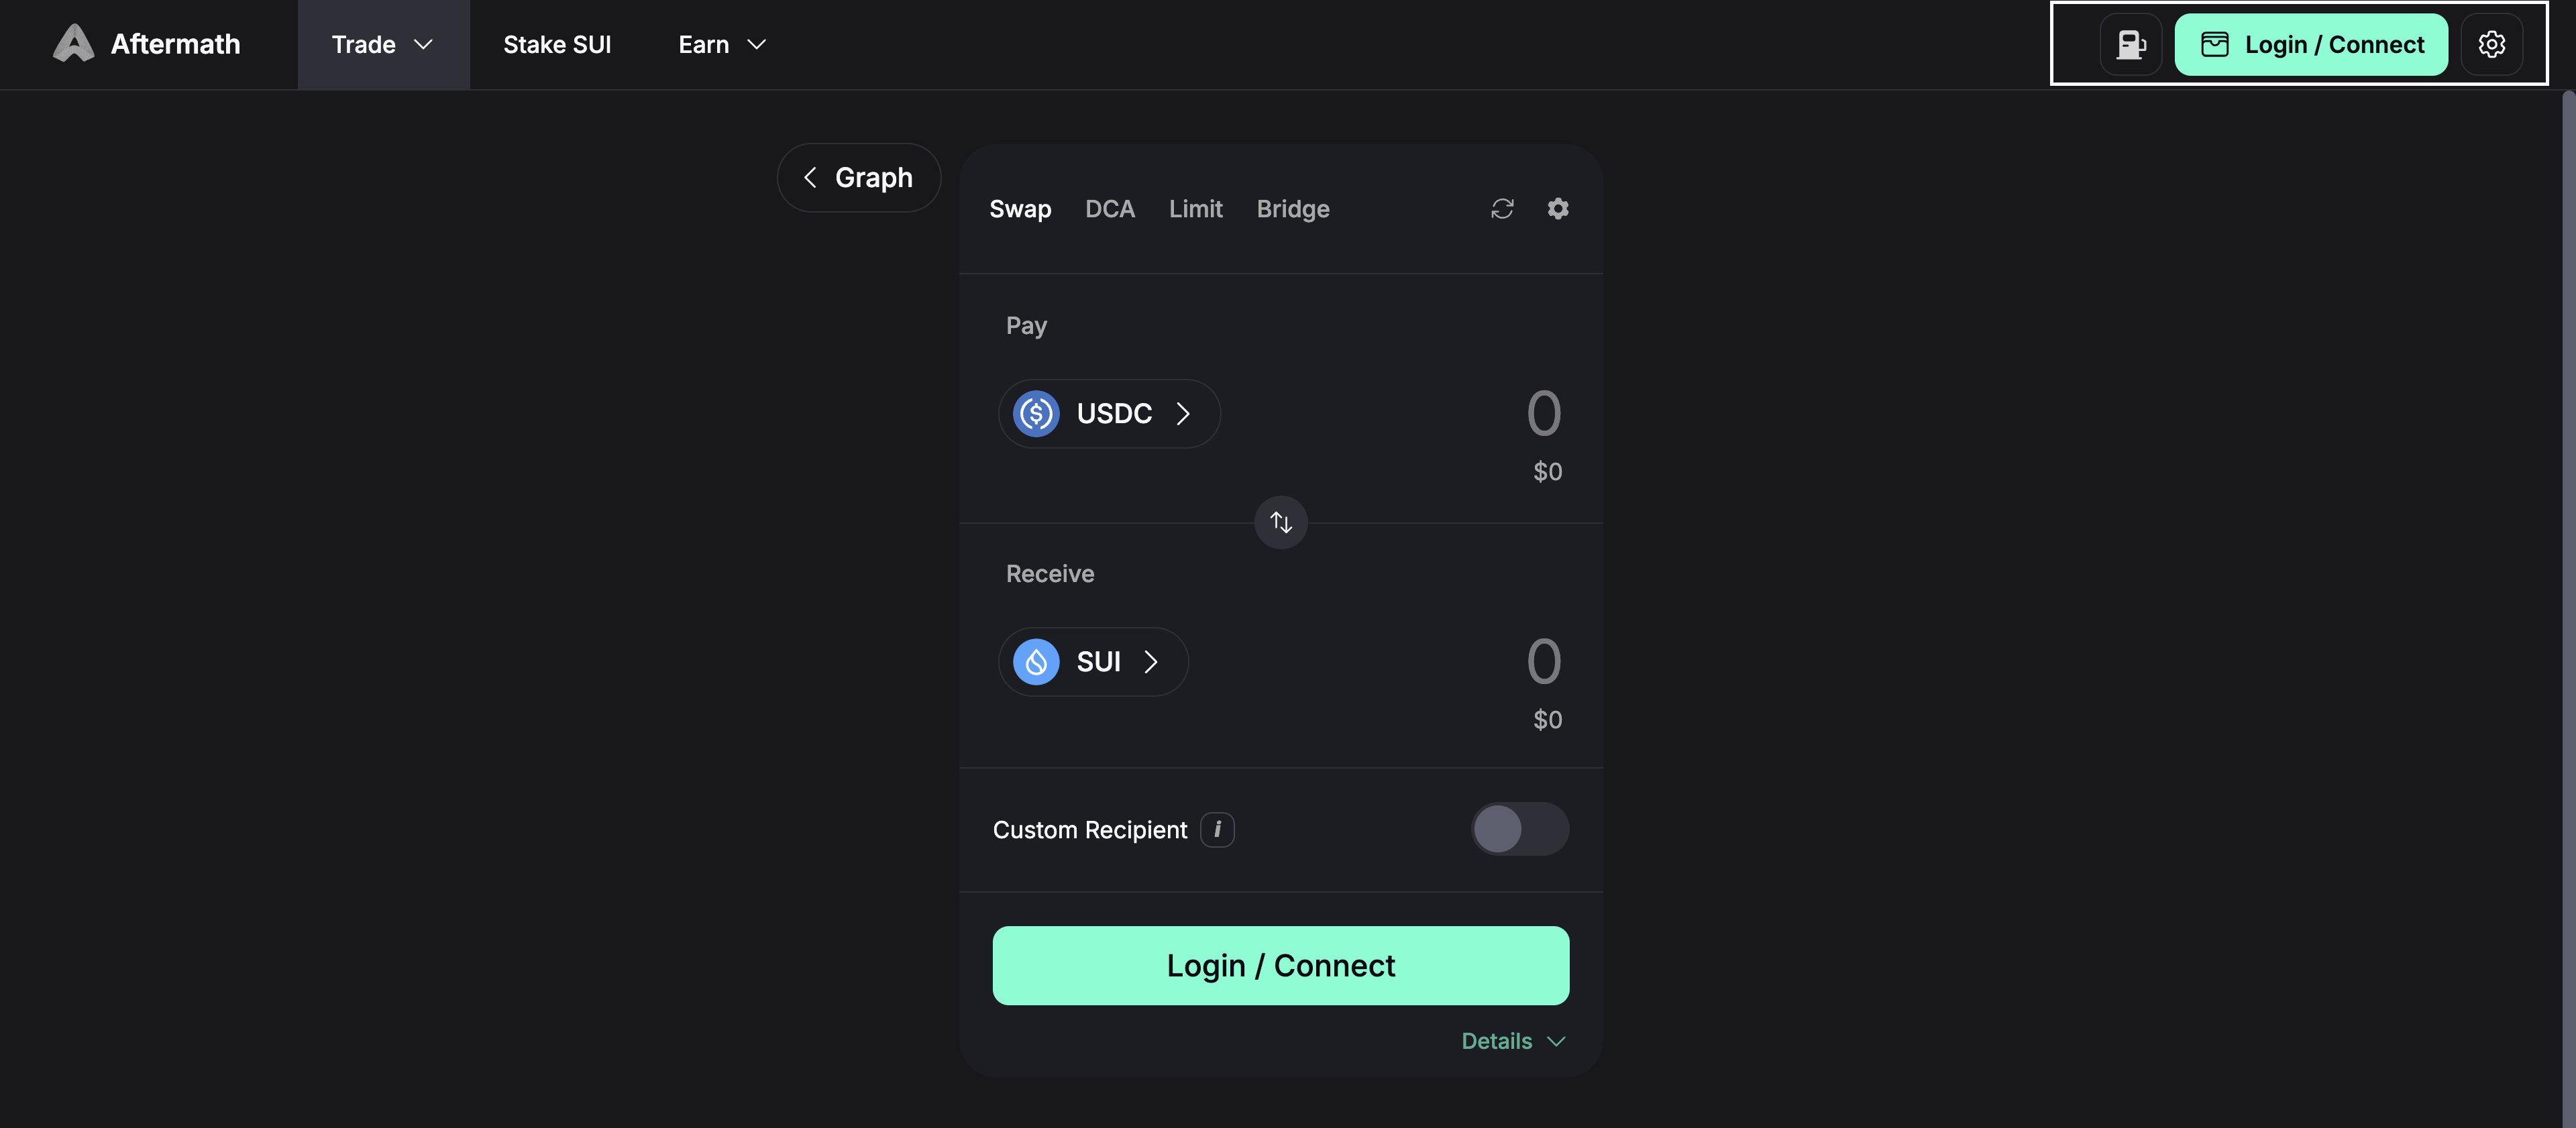 Aftermath
Trade
Stake SUI
Earn
Login / Connect
Graph
Swap
DCA
Limit
Bridge
Pay
USDC
0
$0
Receive
SUI
0
$0
Custom Recipient
i
Login / Connect
Details